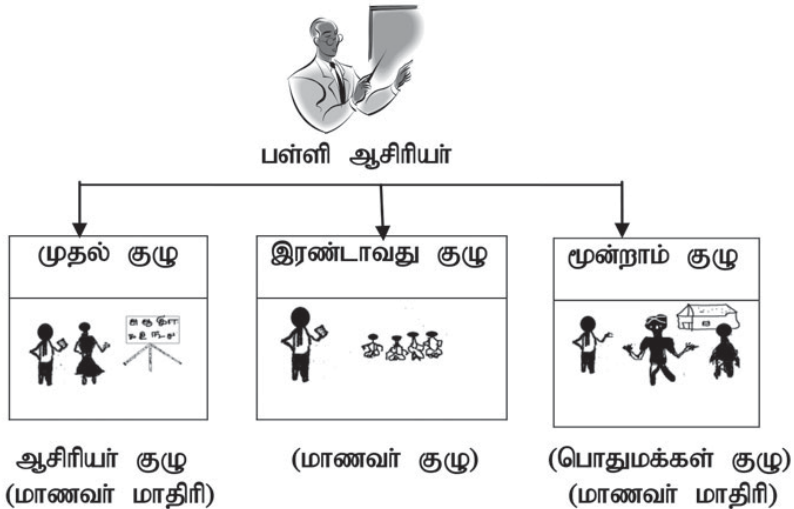 பள்ளி ஆசிரியர்
முதல் குழு
இரண்டாவது குழு
மூன்றாம் குழு
ஆசிரியர் குழு
(மாணவர் மாதிரி)
(மாணவர் குழு)
(பொதுமக்கள் குழு)
(மாணவர் மாதிரி)